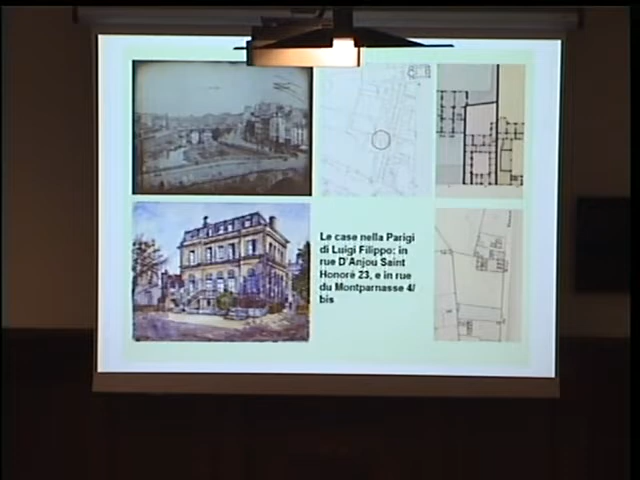 Le case nella Parigi
di Luigi Filippo: in
rue D'Anjou Saint
Honoré 23, e in rue
du Montparnasse 4/
bis